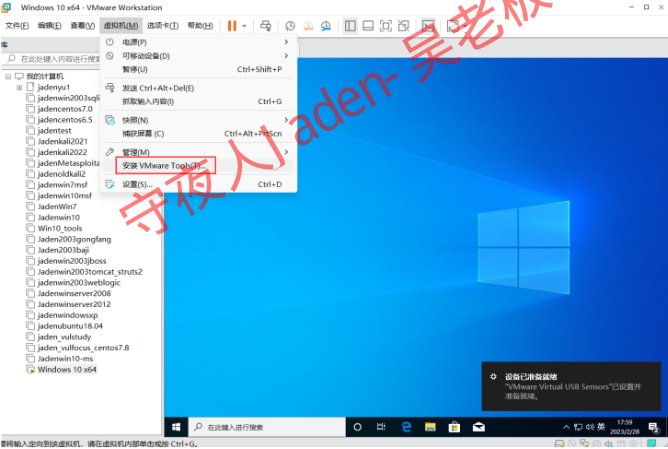 Windows 10 x64 - VMware Workstation
文件(F) 编辑(E) 查看(V) 虚拟机(M) 选项卡(T) 帮助(H)
库
在此处键入内容进行搜
我的计算机
jadenyu1
jadenwin2003sqli
jadencentos7.0
jadencentos6.5
jadentest
Jadenkali2021
jadenkali2022
jadenMetasploita
jadenoldkali2
jadenwin7msf
jadenwin10msf
JadenWin7
Jadenwin10
Win10_tools
Jaden2003gongfang
Jaden2003baji
jadenwin2003jboss
Jaden2003tomcat_struts2
jadenwin2003weblogic
Jadenwinserver2008
Jadenwinserver2012
jadenwindowsxp
jadenubuntu18.04
jaden_vulstudy
jaden_vulfocus_centos7.8
Jadenwin10-ms
Windows 10 x64
电源(P)
可移动设备(D)
暂停(U) Ctrl+Shift+P
发送 Ctrl+Alt+Del(E)
抓取输入内容(I) Ctrl+G
快照(N)
捕获屏幕(C) Ctrl+Alt+PrtScn
管理(M)
安装 VMware Tools(T)...
设置(S)... Ctrl+D
守夜人Jaden-吴老板
设备已准备就绪
"VMware Virtual USB Sensors"已设置并
准备就绪。
在此键入进行搜索
英
17:59
2023/2/28
要将输入定向到该虚拟机，请在虚拟机内部单击或按 Ctrl+G。